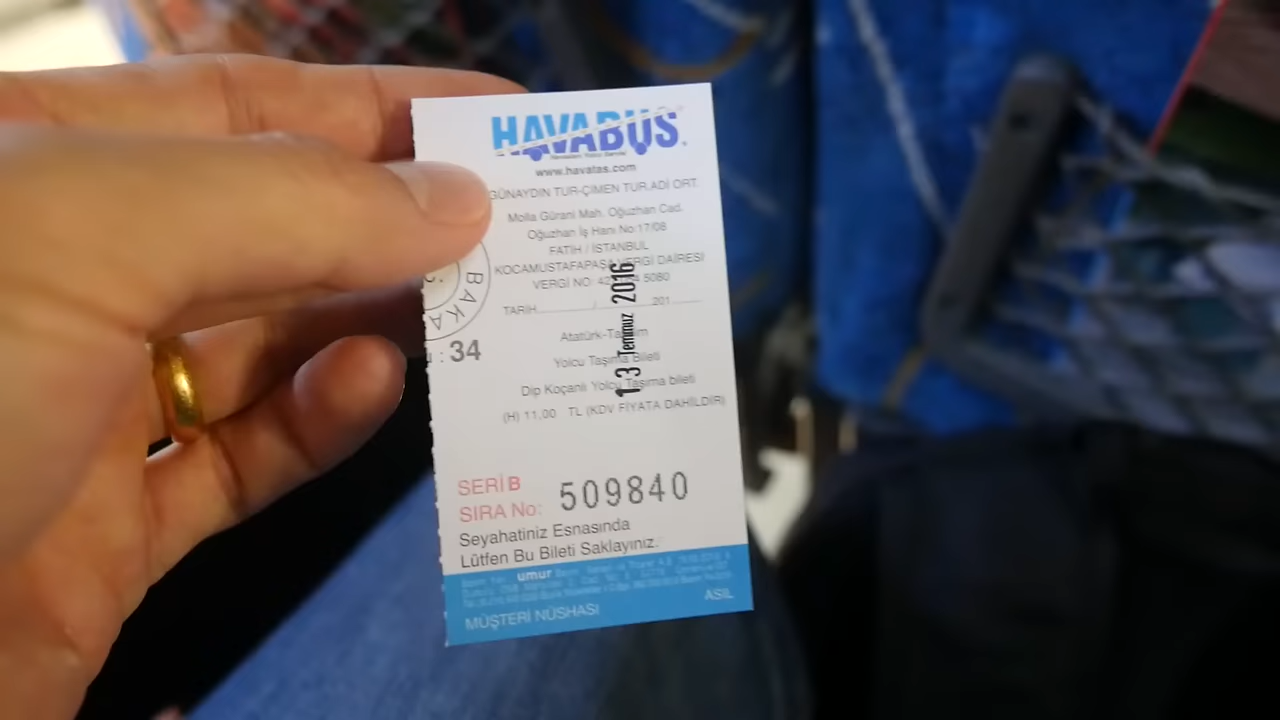 HAVABUS
www.havatas.com
GÜNAYDIN TUR-ÇİMEN TUR.ADİ ORT.
Molla Gürani Mah. Oğuzhan Cad.
Oğuzhan İş Hanı No:17/08
FATİH / İSTANBUL
KOCAMUSTAFAPAŞA VERGİ DAİRESİ
VERGİ NO: 5080
BAKA
TARİH / 201
13 Temmuz 2016
Atatürk-Taksim
: 34
Yolcu Taşıma Bileti
Dip Koçanlı Yolcu Taşıma bileti
(H) 11,00 TL (KDV FİYATA DAHİLDİR)
SERİ B
SIRA No: 509840
Seyahatiniz Esnasında
Lütfen Bu Bileti Saklayınız.
umur
MÜŞTERİ NÜSHASI ASIL